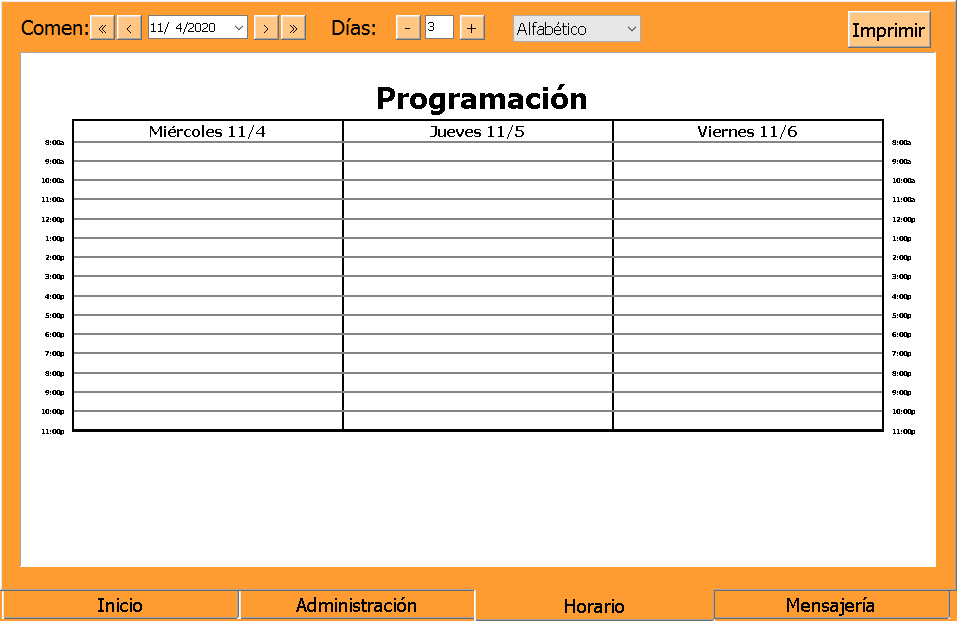 Comen: « ‹ 11/ 4/2020 › » Días: - 3 + Alfabético Imprimir
Programación
Miércoles 11/4 Jueves 11/5 Viernes 11/6
8:00a 8:00a
9:00a 9:00a
10:00a 10:00a
11:00a 11:00a
12:00p 12:00p
1:00p 1:00p
2:00p 2:00p
3:00p 3:00p
4:00p 4:00p
5:00p 5:00p
6:00p 6:00p
7:00p 7:00p
8:00p 8:00p
9:00p 9:00p
10:00p 10:00p
11:00p 11:00p
Inicio Administración Horario Mensajería